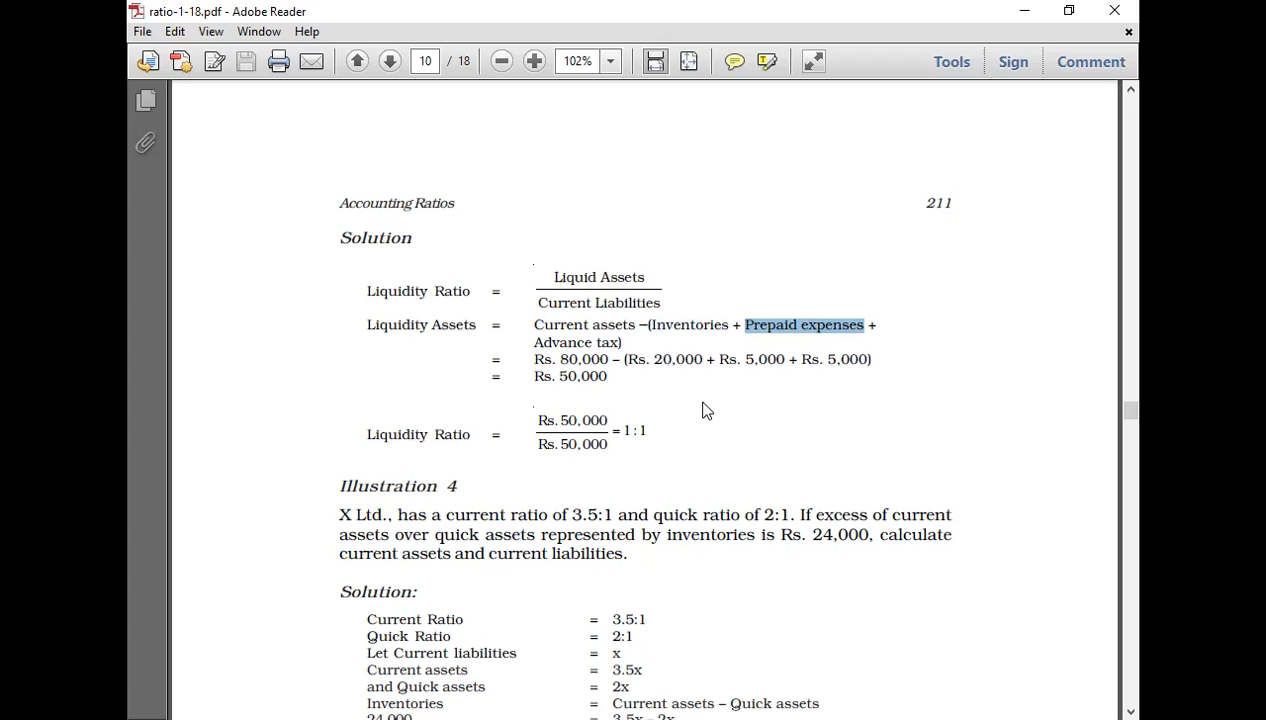 ratio-1-18.pdf - Adobe Reader
File Edit View Window Help
10 / 18 102% Tools Sign Comment
Accounting Ratios 211
Solution
Liquidity Ratio = Liquid Assets
Current Liabilities
Liquidity Assets = Current assets –(Inventories + Prepaid expenses +
Advance tax)
= Rs. 80,000 – (Rs. 20,000 + Rs. 5,000 + Rs. 5,000)
= Rs. 50,000
Liquidity Ratio = Rs. 50,000
Rs. 50,000 = 1 : 1
Illustration 4
X Ltd., has a current ratio of 3.5:1 and quick ratio of 2:1. If excess of current
assets over quick assets represented by inventories is Rs. 24,000, calculate
current assets and current liabilities.
Solution:
Current Ratio = 3.5:1
Quick Ratio = 2:1
Let Current liabilities = x
Current assets = 3.5x
and Quick assets = 2x
Inventories = Current assets – Quick assets
24,000 = 3.5x – 2x